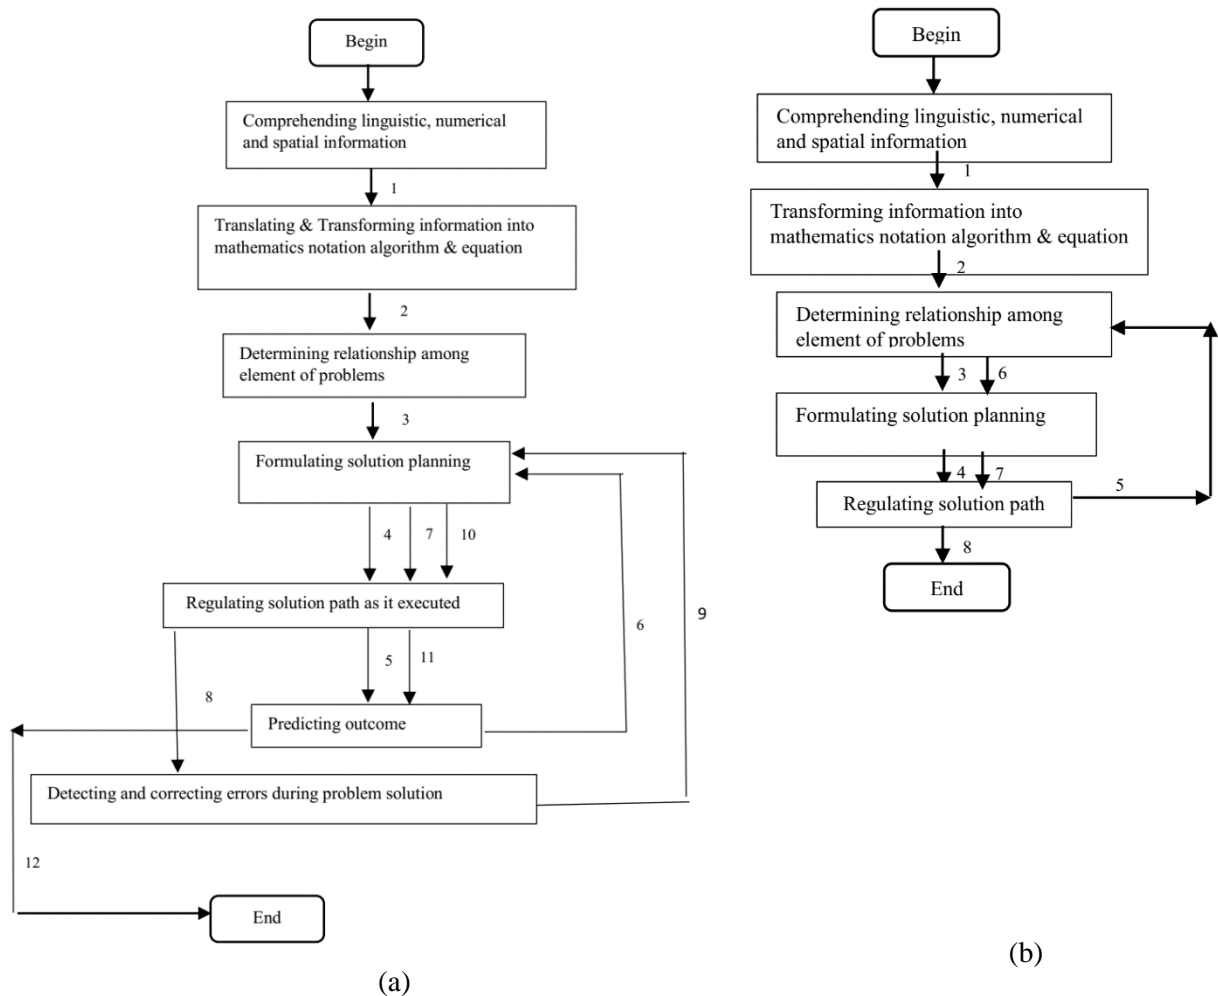 Begin
Comprehending linguistic, numerical
and spatial information
1
Translating & Transforming information into
mathematics notation algorithm & equation
2
Determining relationship among
element of problems
3
Formulating solution planning
4
7
10
Regulating solution path as it executed
5
11
6
9
8
Predicting outcome
Detecting and correcting errors during problem solution
12
End
(a)
Begin
Comprehending linguistic, numerical
and spatial information
1
Transforming information into
mathematics notation algorithm & equation
2
Determining relationship among
element of problems
3
6
Formulating solution planning
4
7
Regulating solution path
5
8
End
(b)